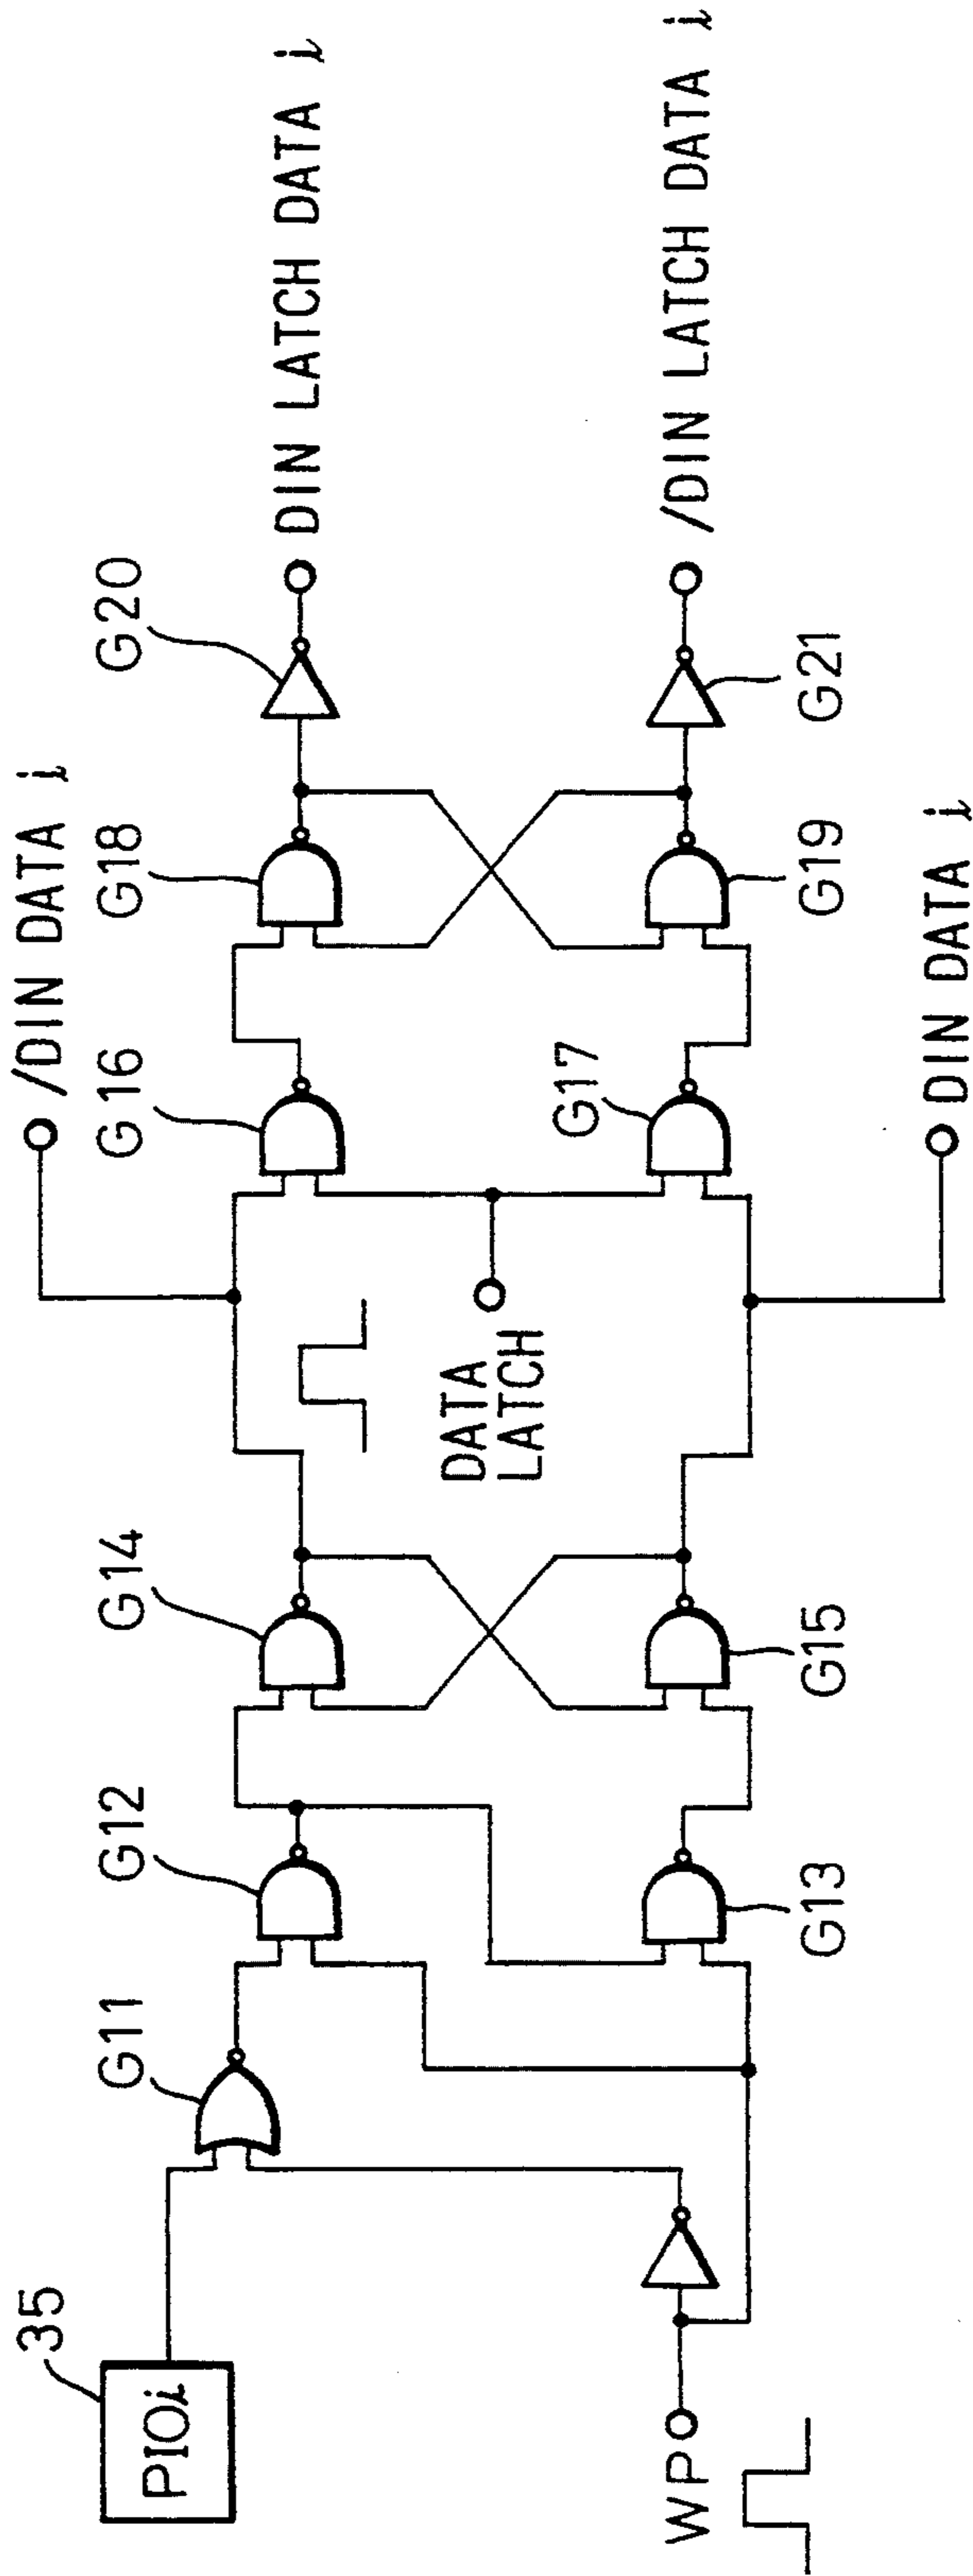 35
PIOi
WP
G11
G12
G13
G14
G15
/DIN DATA i
DATA
LATCH
DIN DATA i
G16
G17
G18
G19
G20
G21
DIN LATCH DATA i
/DIN LATCH DATA i